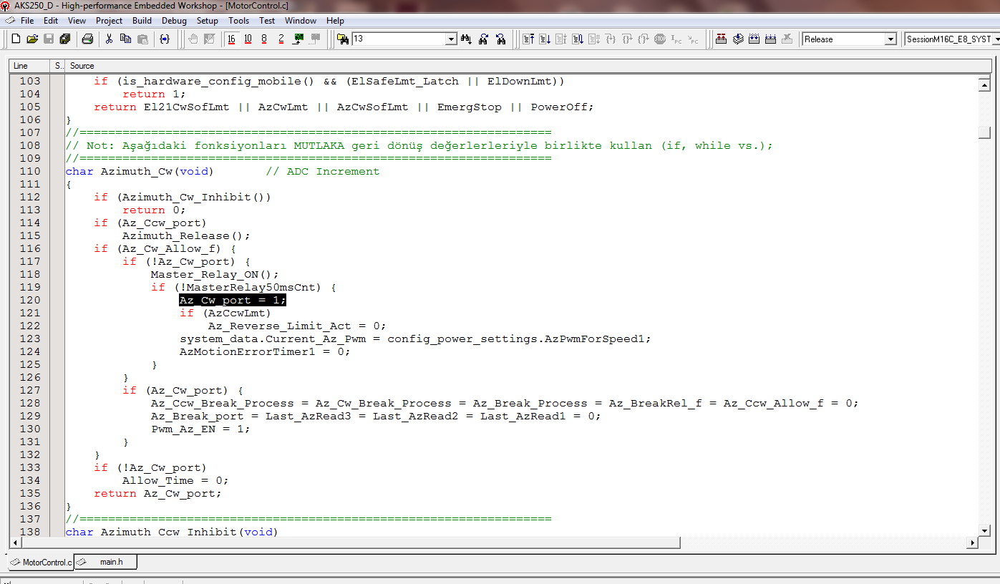 AKS250_D - High-performance Embedded Workshop - [MotorControl.c]
File Edit View Project Build Debug Setup Tools Test Window Help
16 10 8 2 13 Release SessionM16C_E8_SYST
Line S.. Source
103 if (is_hardware_config_mobile() && (ElSafeLmt_Latch || ElDownLmt))
104 return 1;
105 return El21CwSofLmt || AzCwLmt || AzCwSofLmt || EmergStop || PowerOff;
106 }
107 //==================================================================
108 // Not: Aşağıdaki fonksiyonları MUTLAKA geri dönüş değerlerleriyle birlikte kullan (if, while vs.);
109 //==================================================================
110 char Azimuth_Cw(void) // ADC Increment
111 {
112 if (Azimuth_Cw_Inhibit())
113 return 0;
114 if (Az_Ccw_port)
115 Azimuth_Release();
116 if (Az_Cw_Allow_f) {
117 if (!Az_Cw_port) {
118 Master_Relay_ON();
119 if (!MasterRelay50msCnt) {
120 Az_Cw_port = 1;
121 if (AzCcwLmt)
122 Az_Reverse_Limit_Act = 0;
123 system_data.Current_Az_Pwm = config_power_settings.AzPwmForSpeed1;
124 AzMotionErrorTimer1 = 0;
125 }
126 }
127 if (Az_Cw_port) {
128 Az_Ccw_Break_Process = Az_Cw_Break_Process = Az_Break_Process = Az_BreakRel_f = Az_Ccw_Allow_f = 0;
129 Az_Break_port = Last_AzRead3 = Last_AzRead2 = Last_AzRead1 = 0;
130 Pwm_Az_EN = 1;
131 }
132 }
133 if (!Az_Cw_port)
134 Allow_Time = 0;
135 return Az_Cw_port;
136 }
137 //==================================================================
138 char Azimuth_Ccw_Inhibit(void)
MotorControl.c main.h